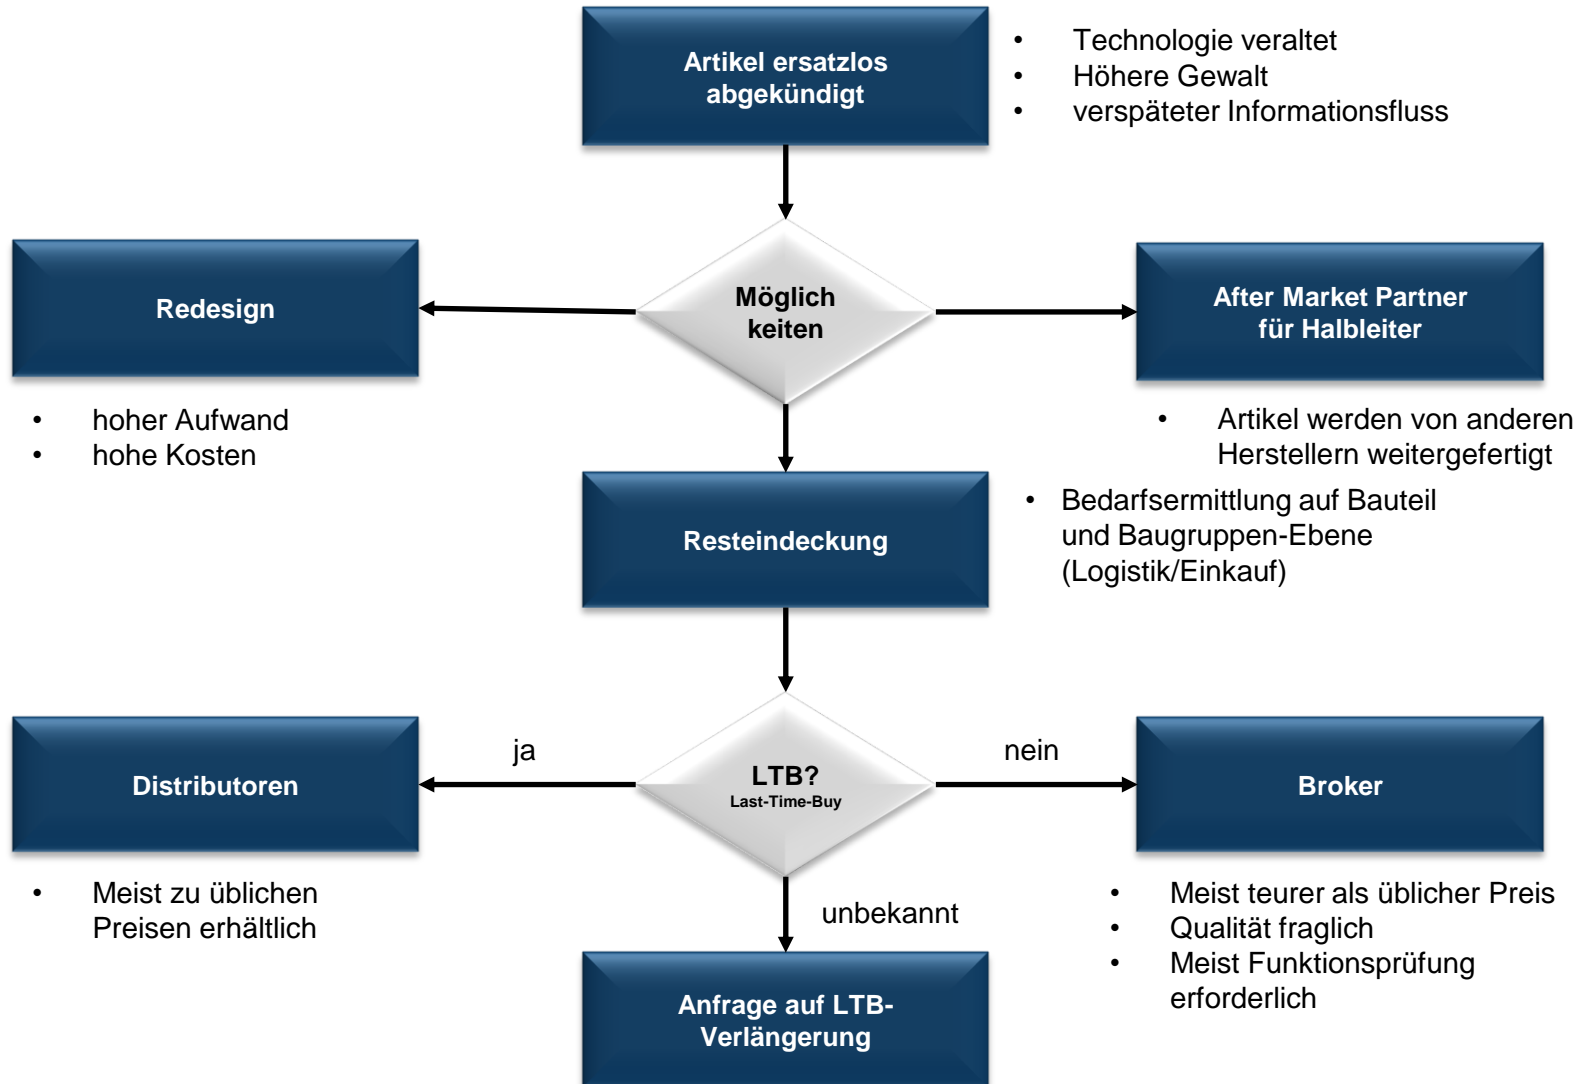 Artikel ersatzlos
abgekündigt
• Technologie veraltet
• Höhere Gewalt
• verspäteter Informationsfluss
Redesign
Möglich
keiten
After Market Partner
für Halbleiter
• hoher Aufwand
• hohe Kosten
• Artikel werden von anderen
Herstellern weitergefertigt
Resteindeckung
• Bedarfsermittlung auf Bauteil
und Baugruppen-Ebene
(Logistik/Einkauf)
Distributoren
ja
LTB?
Last-Time-Buy
nein
Broker
• Meist zu üblichen
Preisen erhältlich
unbekannt
• Meist teurer als üblicher Preis
• Qualität fraglich
• Meist Funktionsprüfung
erforderlich
Anfrage auf LTB-
Verlängerung